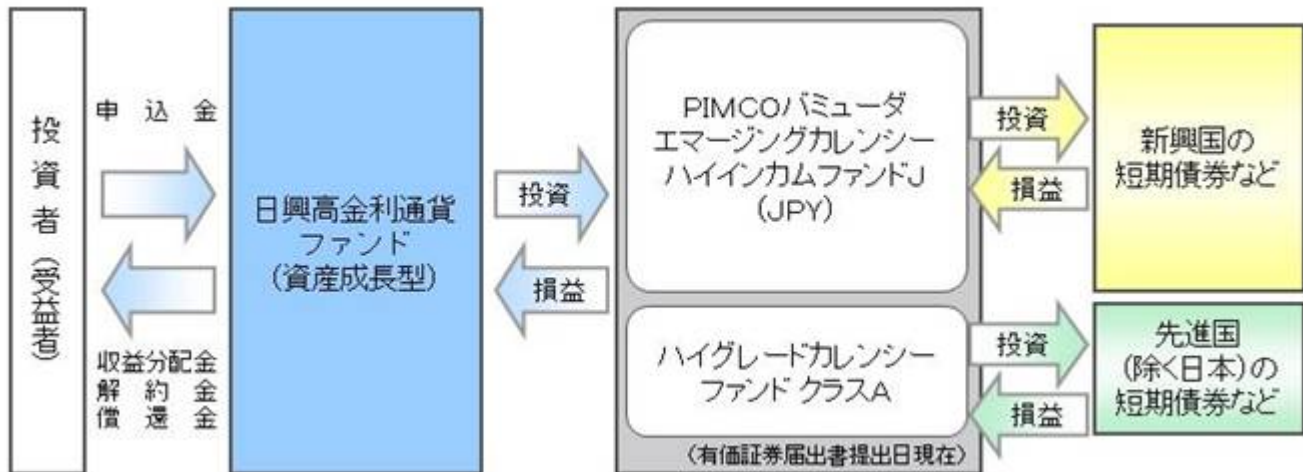 投資者（受益者）
申込金
収益分配金
解約金
償還金
日興高金利通貨
ファンド
（資産成長型）
投資
損益
PIMCOバミューダ
エマージングカレンシー
ハイインカムファンドJ
（JPY）
ハイグレードカレンシー
ファンド クラスA
（有価証券届出書提出日現在）
投資
損益
新興国の
短期債券など
投資
損益
先進国
（除く日本）の
短期債券など